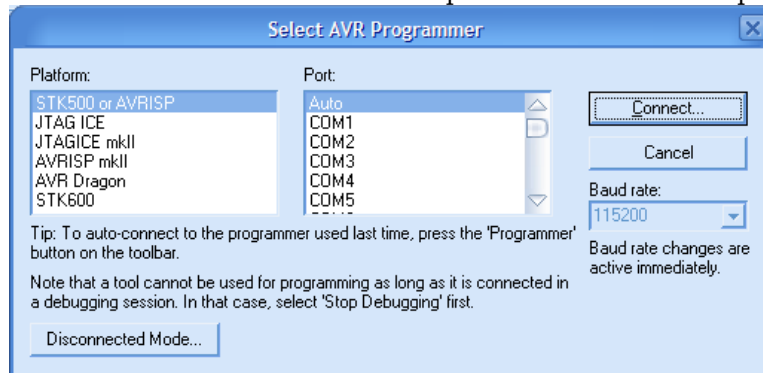 Select AVR Programmer
Platform:
STK500 or AVRISP
JTAG ICE
JTAGICE mkII
AVRISP mkII
AVR Dragon
STK600
Port:
Auto
COM1
COM2
COM3
COM4
COM5
Connect...
Cancel
Baud rate:
115200
Baud rate changes are
active immediately.
Tip: To auto-connect to the programmer used last time, press the 'Programmer'
button on the toolbar.
Note that a tool cannot be used for programming as long as it is connected in
a debugging session. In that case, select 'Stop Debugging' first.
Disconnected Mode...